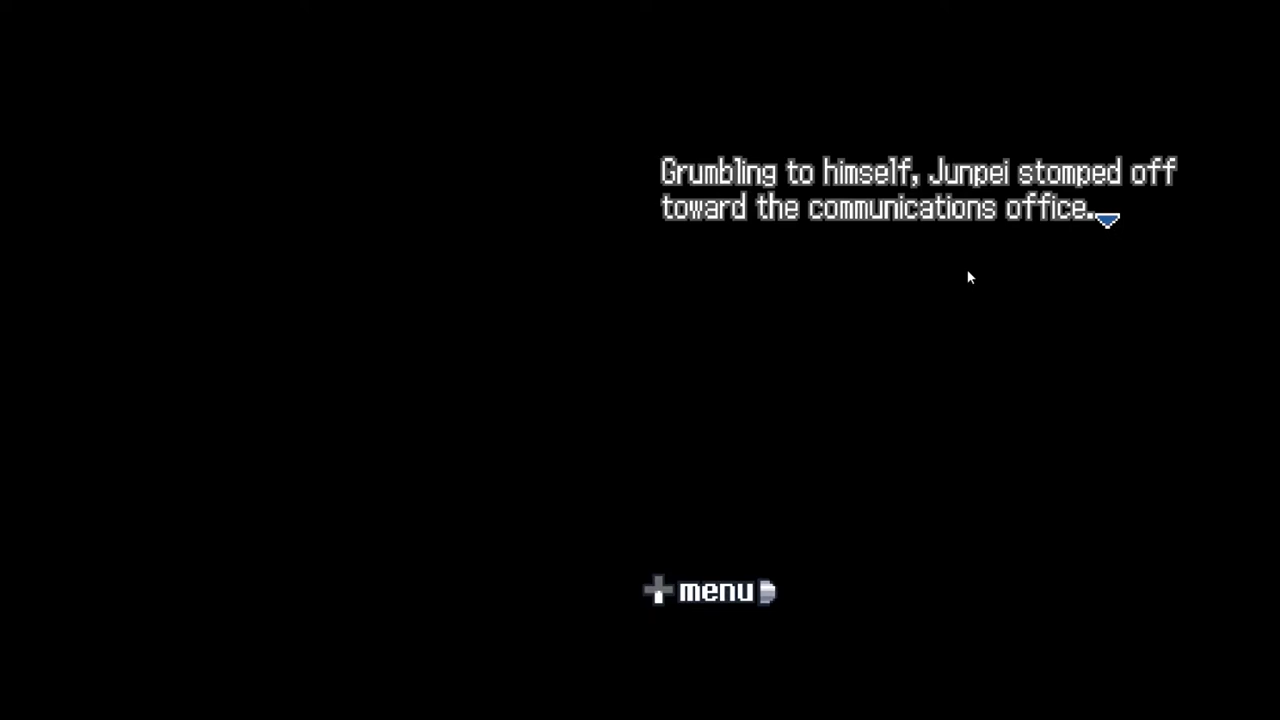 Grumbling to himself, Junpei stomped off
toward the communications office.
menu